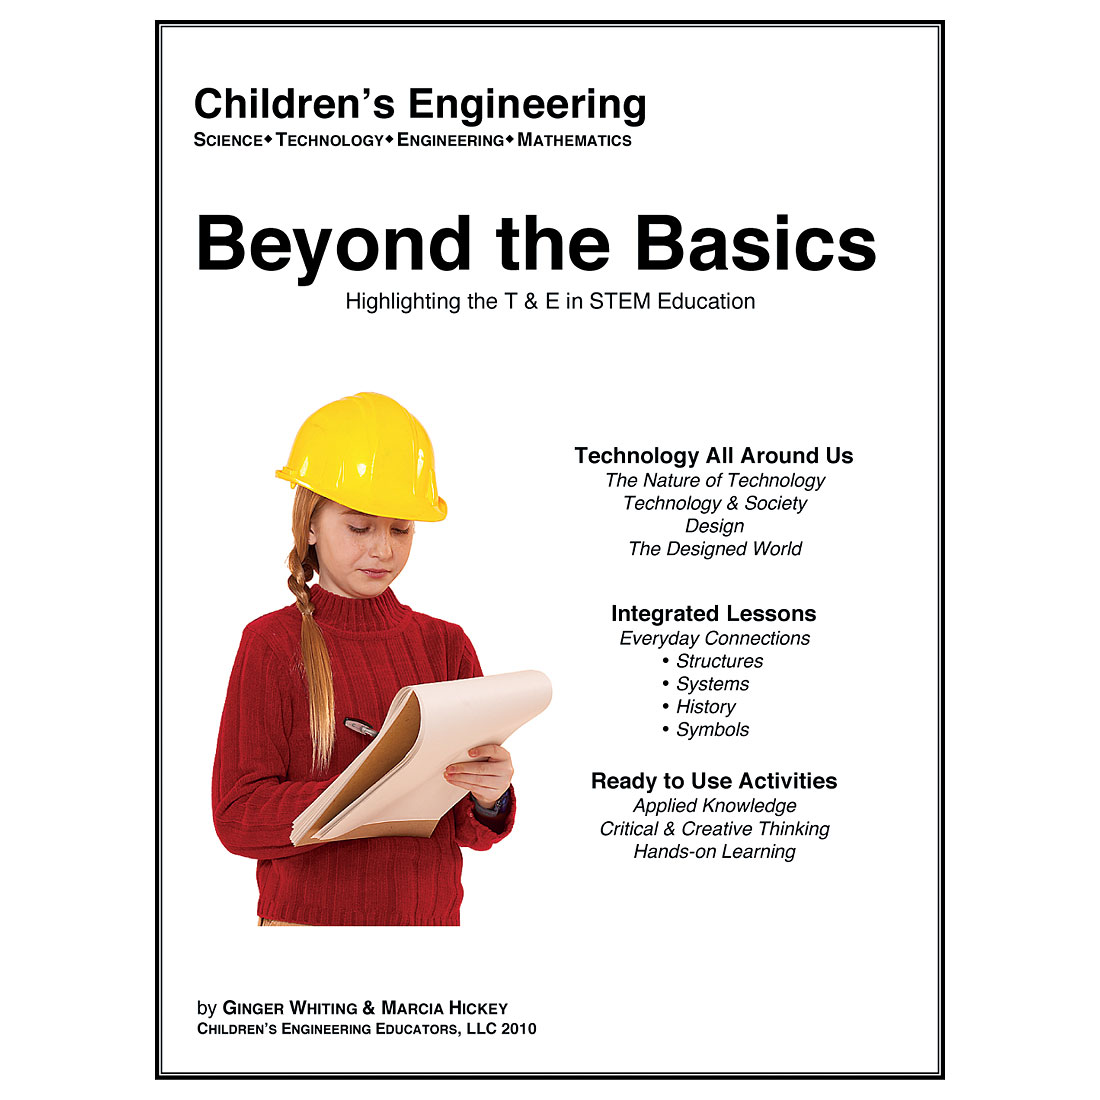 Children's Engineering
SCIENCE◆TECHNOLOGY◆ENGINEERING◆MATHEMATICS
Beyond the Basics
Highlighting the T & E in STEM Education
Technology All Around Us
The Nature of Technology
Technology & Society
Design
The Designed World
Integrated Lessons
Everyday Connections
• Structures
• Systems
• History
• Symbols
Ready to Use Activities
Applied Knowledge
Critical & Creative Thinking
Hands-on Learning
by GINGER WHITING & MARCIA HICKEY
CHILDREN'S ENGINEERING EDUCATORS, LLC 2010